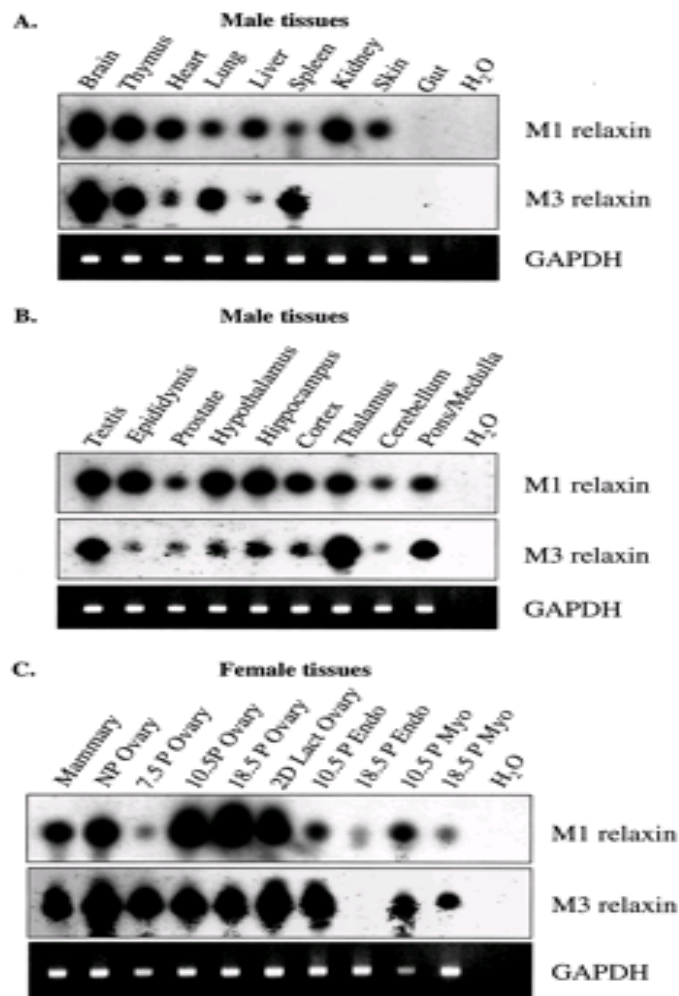 A. Male tissues
Brain Thymus Heart Lung Liver Spleen Kidney Skin Gut H₂O
M1 relaxin
M3 relaxin
GAPDH
B. Male tissues
Testis Epididymis Prostate Hypothalamus Hippocampus Cortex Thalamus Cerebellum Pons/Medulla H₂O
M1 relaxin
M3 relaxin
GAPDH
C. Female tissues
Mammary NP Ovary 7.5 P Ovary 10.5P Ovary 18.5 P Ovary 2D Lact Ovary 10.5 P Endo 18.5 P Endo 10.5 P Myo 18.5 P Myo H₂O
M1 relaxin
M3 relaxin
GAPDH